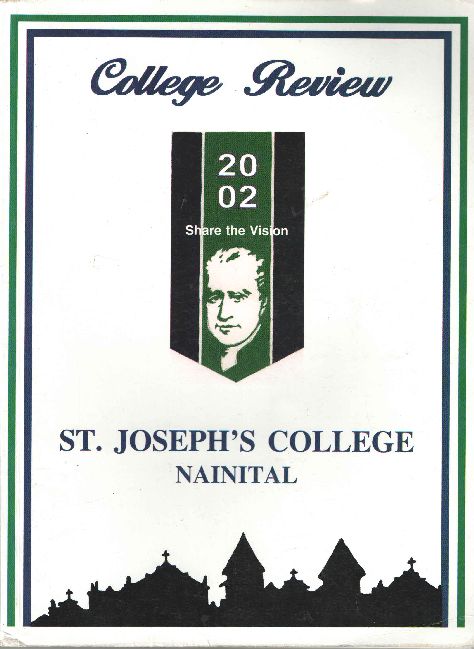 College Review
20
02
Share the Vision
ST. JOSEPH'S COLLEGE
NAINITAL